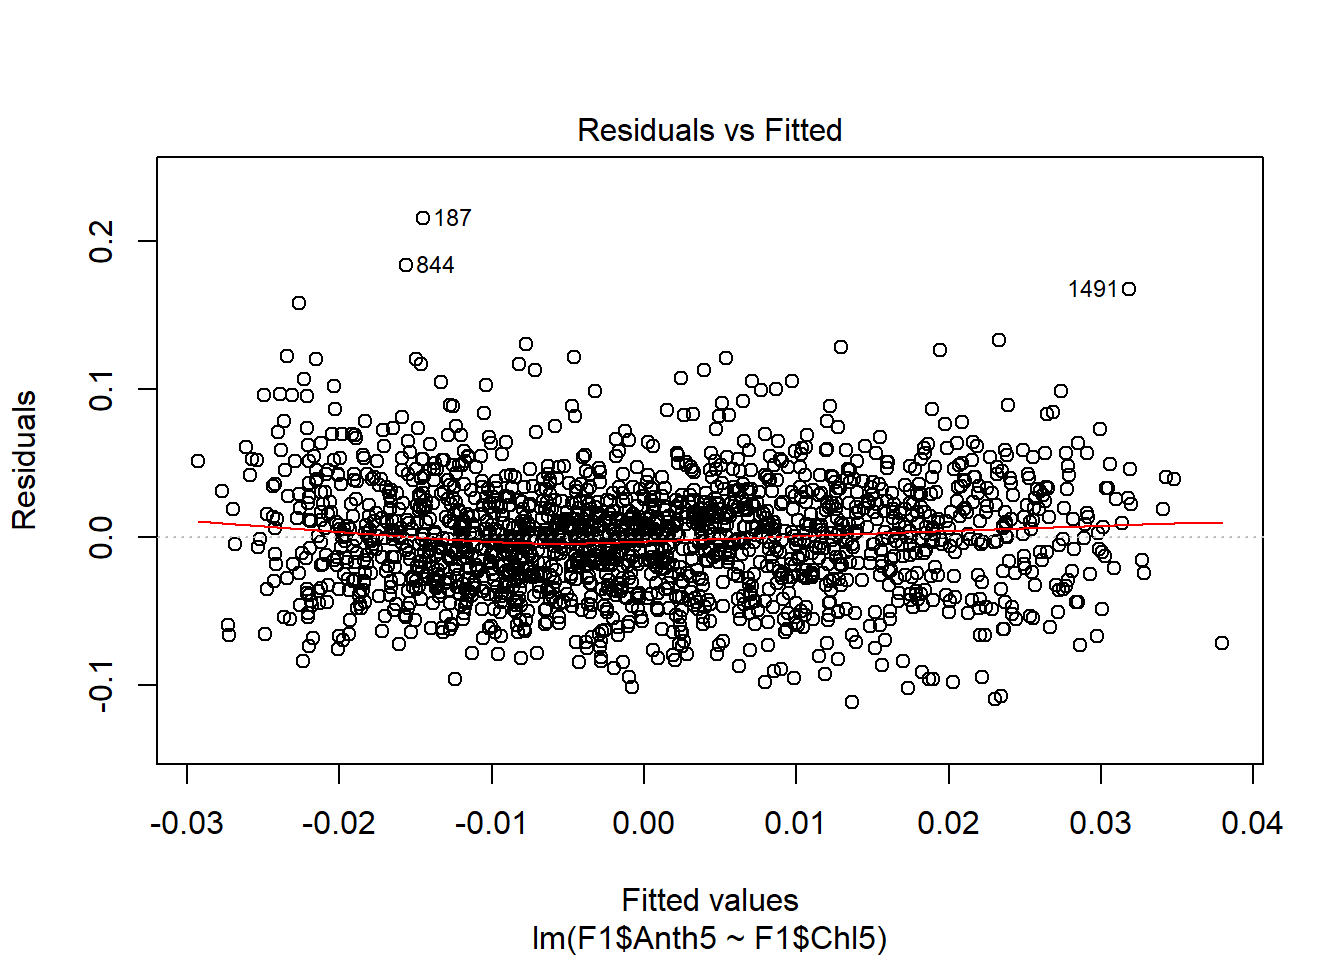 Residuals vs Fitted
187
844
1491
Residuals
0.2
0.1
0.0
-0.1
-0.03 -0.02 -0.01 0.00 0.01 0.02 0.03 0.04
Fitted values
lm(F1$Anth5 ~ F1$Chl5)